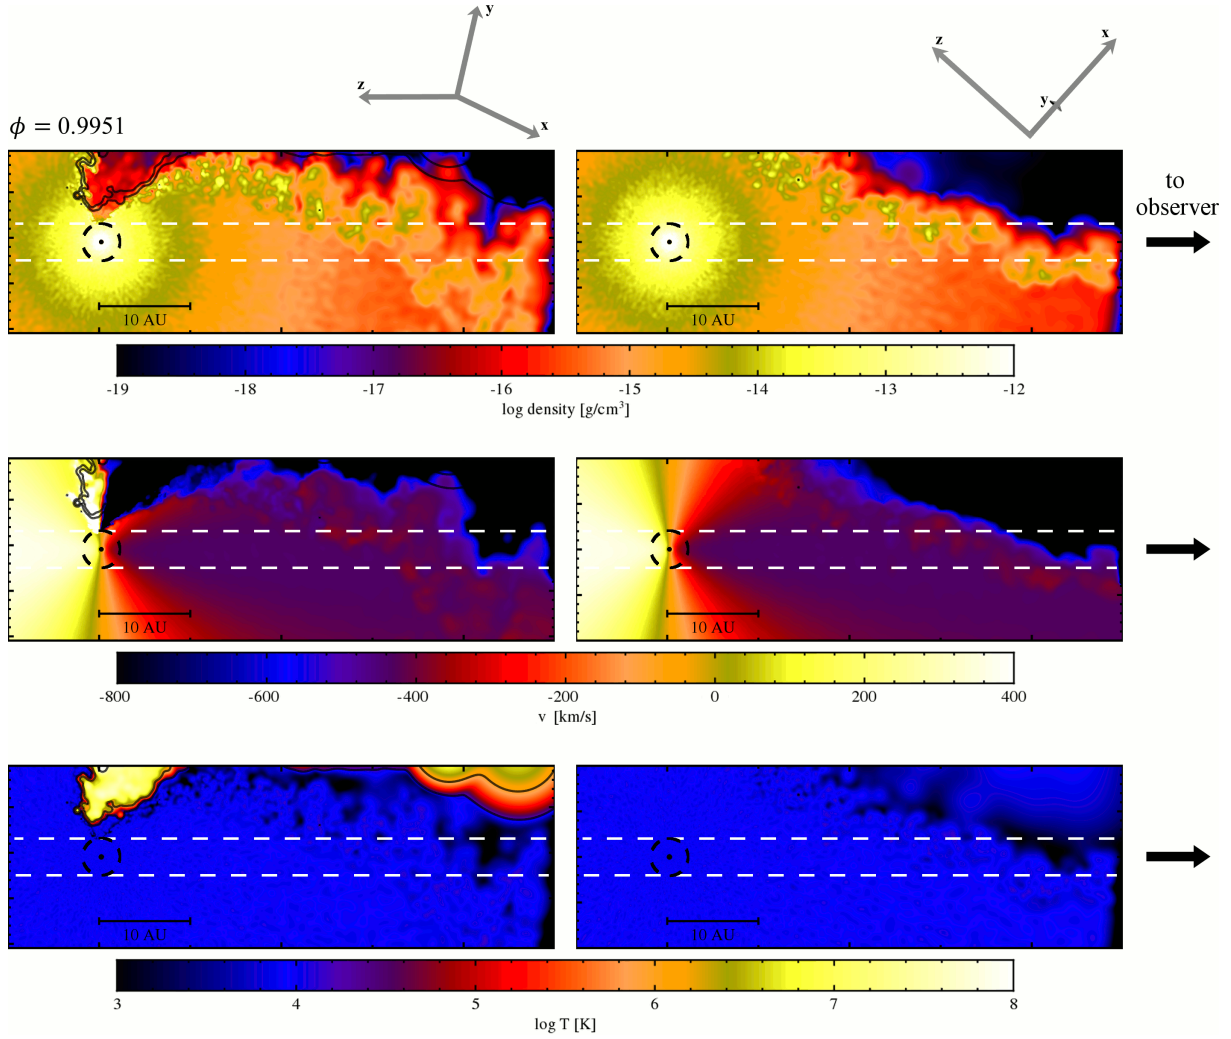 y
z
x
z
x
y
ϕ = 0.9951
to
observer
10 AU
10 AU
-19 -18 -17 -16 -15 -14 -13 -12
log density [g/cm³]
10 AU
10 AU
-800 -600 -400 -200 0 200 400
v [km/s]
10 AU
10 AU
3 4 5 6 7 8
log T [K]